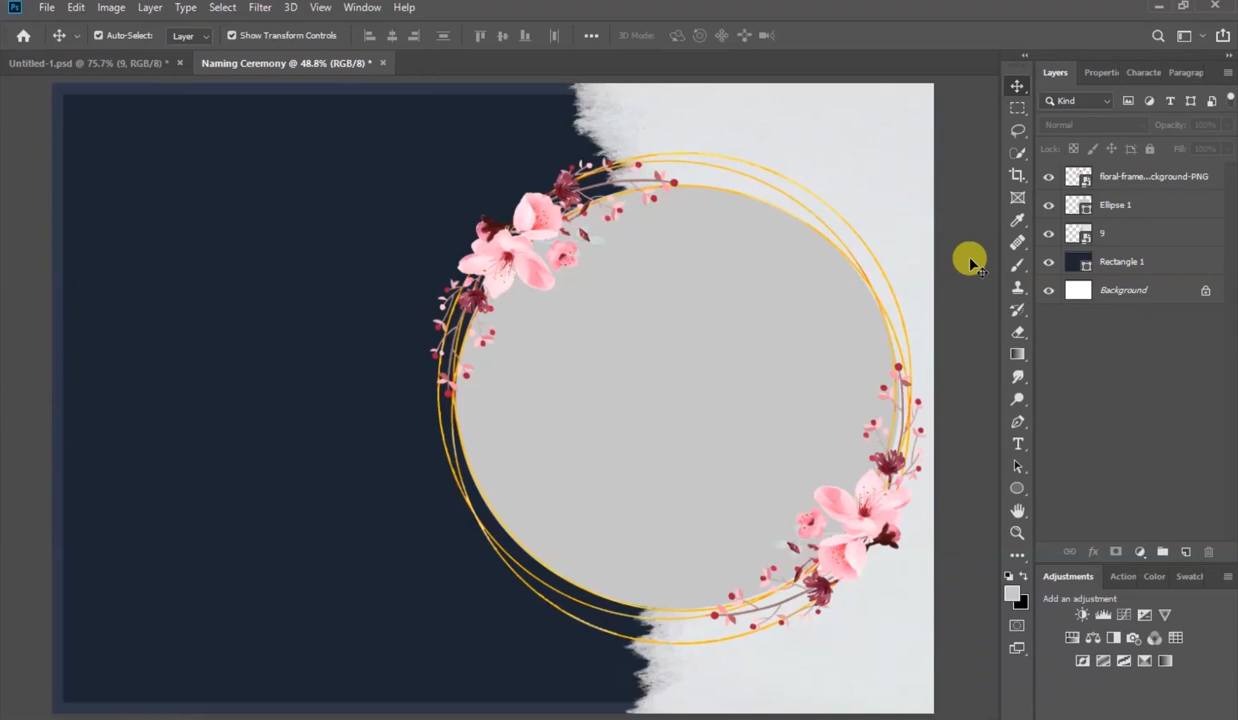 Ps File Edit Image Layer Type Select Filter 3D View Window Help
Auto-Select: Layer Show Transform Controls 3D Mode:
Untitled-1.psd @ 75.7% (9, RGB/8) * × Naming Ceremony @ 48.8% (RGB/8) * ×
Layers Properti Characte Paragrap
Kind
Normal Opacity: 100%
Lock: Fill: 100%
floral-frame...ckground-PNG
Ellipse 1
9
Rectangle 1
Background
fx
Adjustments Action Color Swatch
Add an adjustment